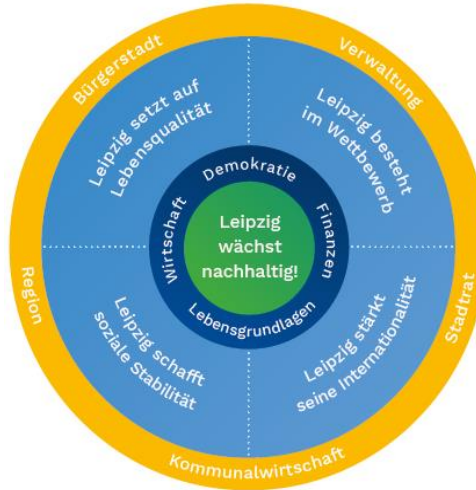 Bürgerstadt
Verwaltung
Leipzig setzt auf
Lebensqualität
Leipzig besteht
im Wettbewerb
Demokratie
Wirtschaft
Finanzen
Leipzig
wächst
nachhaltig!
Lebensgrundlagen
Region
Stadtrat
Leipzig schafft
soziale Stabilität
Leipzig stärkt
seine Internationalität
Kommunalwirtschaft